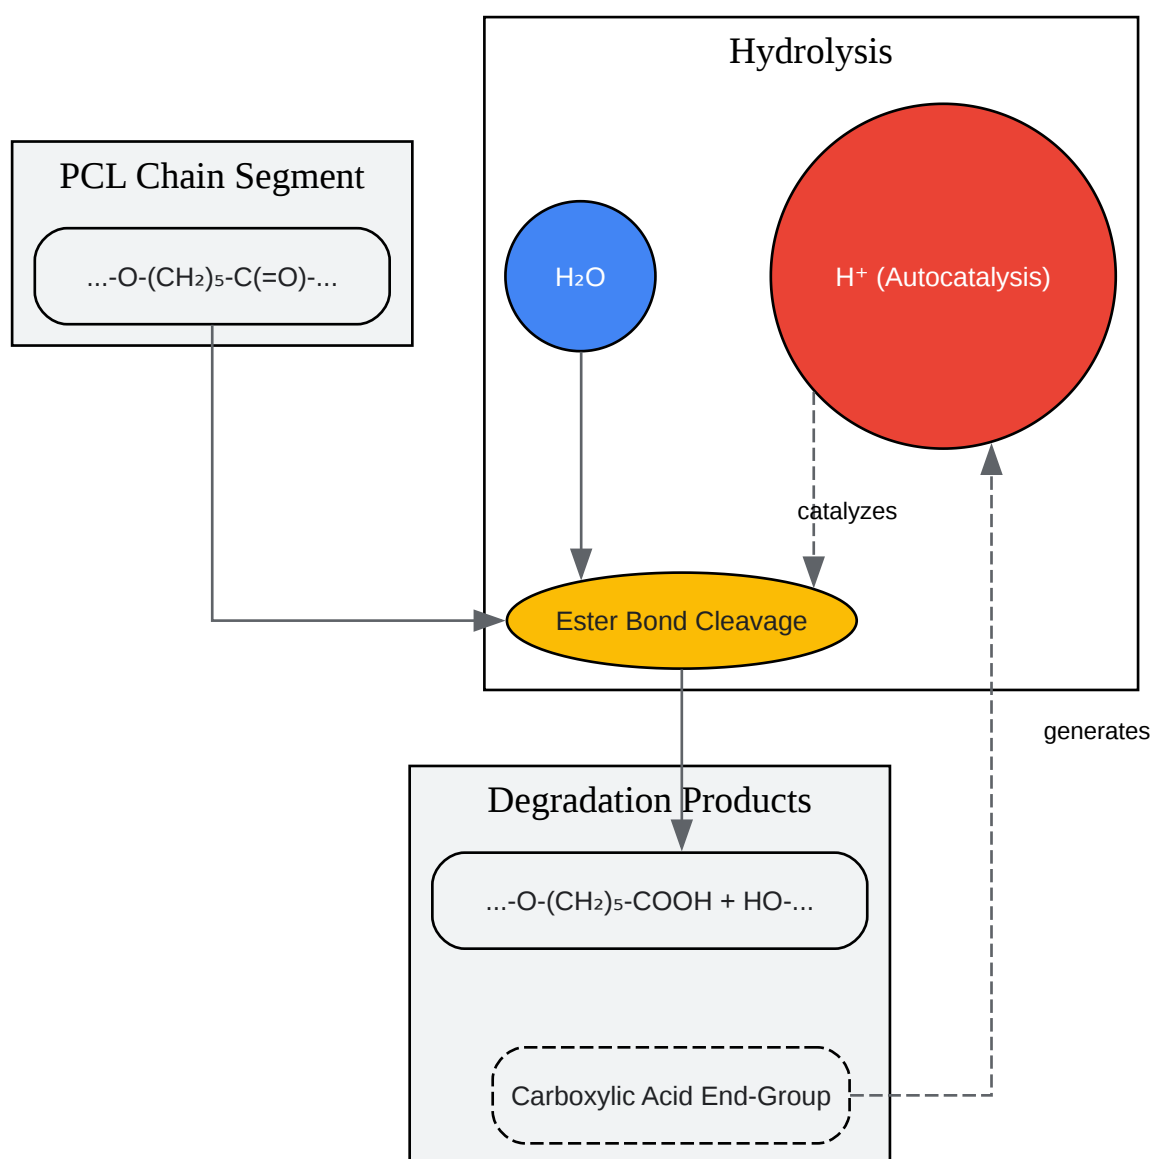 Hydrolysis
PCL Chain Segment
...-O-(CH₂)₅-C(=O)-...
H₂O
H⁺ (Autocatalysis)
catalyzes
Ester Bond Cleavage
generates
Degradation Products
...-O-(CH₂)₅-COOH + HO-...
Carboxylic Acid End-Group